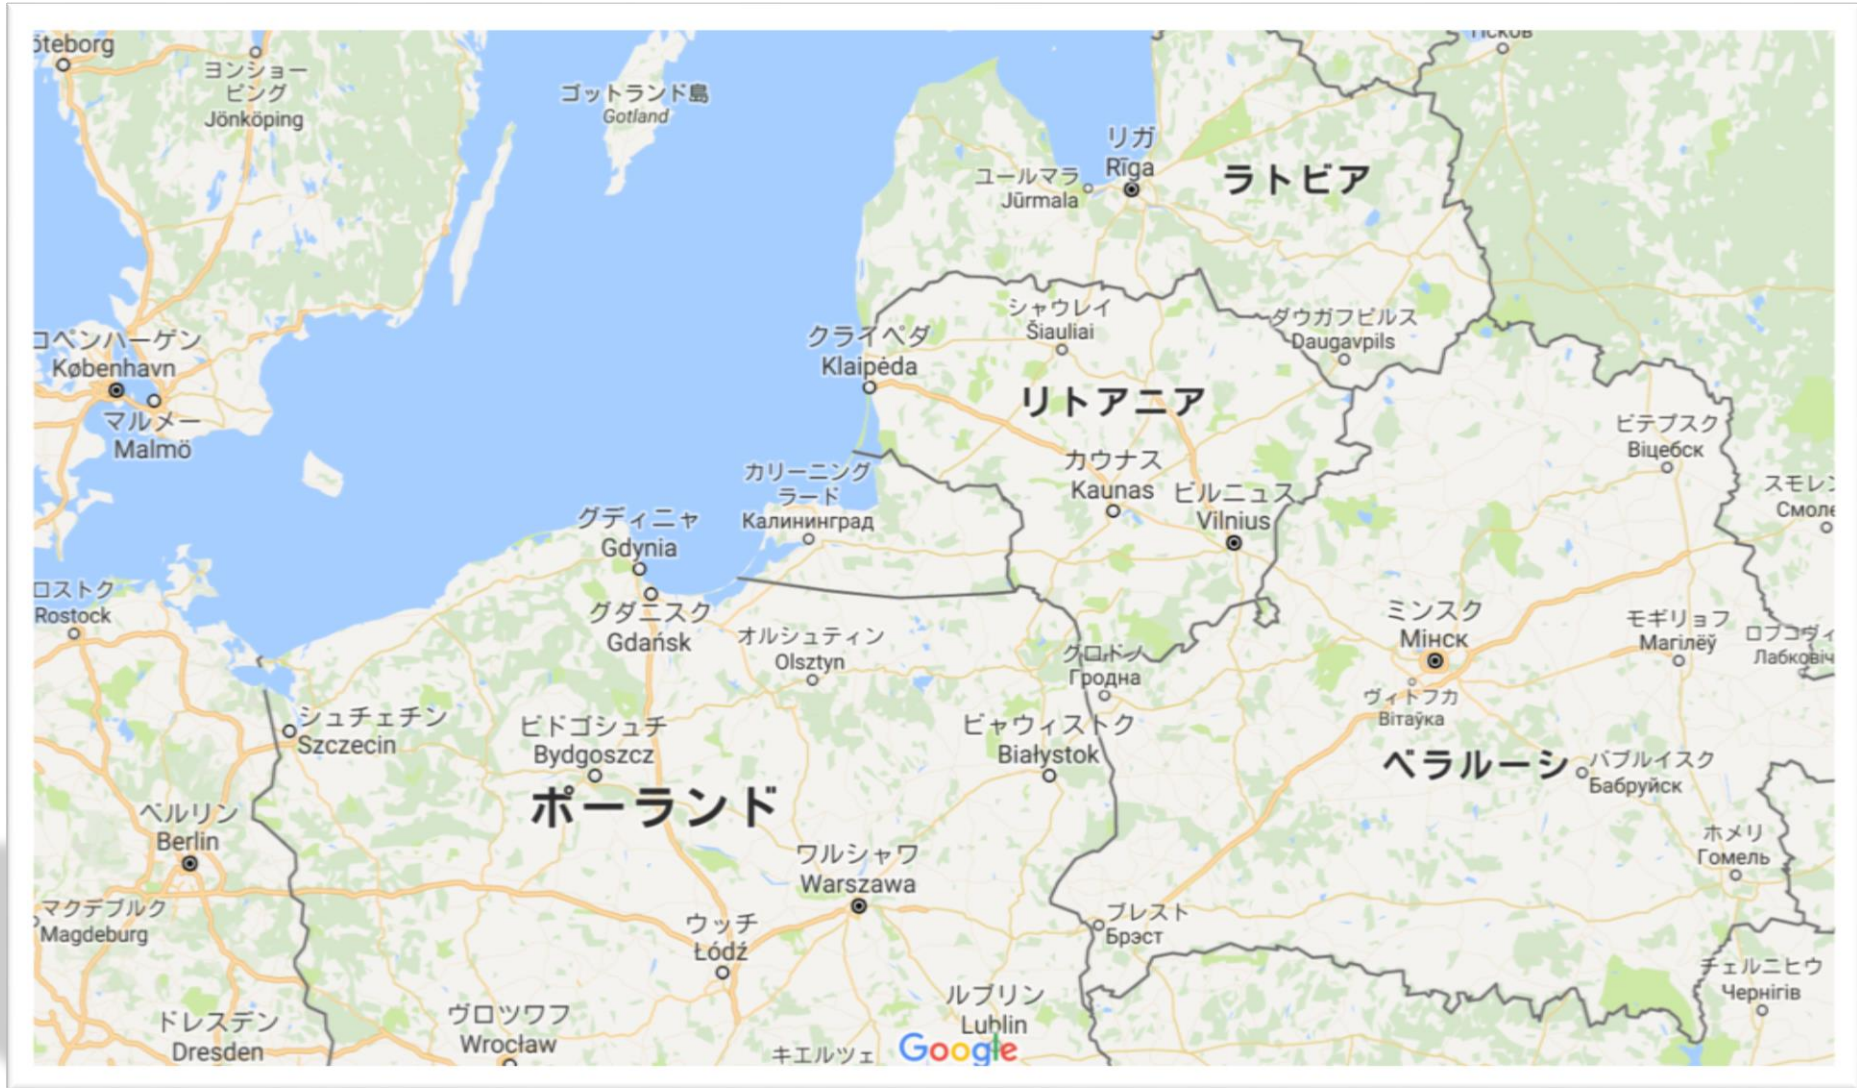 öteborg
ヨンショー
ピング
Jönköping
ゴットランド島
Gotland
Псков
リガ
Rīga
ユールマラ
Jūrmala
ラトビア
コペンハーゲン
København
マルメー
Malmö
クライペダ
Klaipėda
シャウレイ
Šiauliai
ダウガフピルス
Daugavpils
リトアニア
カウナス
Kaunas
ビルニュス
Vilnius
ビテプスク
Віцебск
スモレン
Смоле
カリーニング
ラード
Калининград
グディニャ
Gdynia
グダニスク
Gdańsk
オルシュティン
Olsztyn
ロストク
Rostock
グロドノ
Гродна
ミンスク
Мінск
ヴィトフカ
Вітаўка
モギリョフ
Магілёў
ロブコヴィ
Лабковіч
シュチェチン
Szczecin
ビドゴシュチ
Bydgoszcz
ビャウィストク
Białystok
ベラルーシ
バブルイスク
Бабруйск
ポーランド
ベルリン
Berlin
ワルシャワ
Warszawa
ホメリ
Гомель
マクデブルク
Magdeburg
ウッチ
Łódź
ブレスト
Брэст
チェルニヒウ
Чернігів
ドレスデン
Dresden
ヴロツワフ
Wrocław
ルブリン
Lublin
キエルツェ
Google